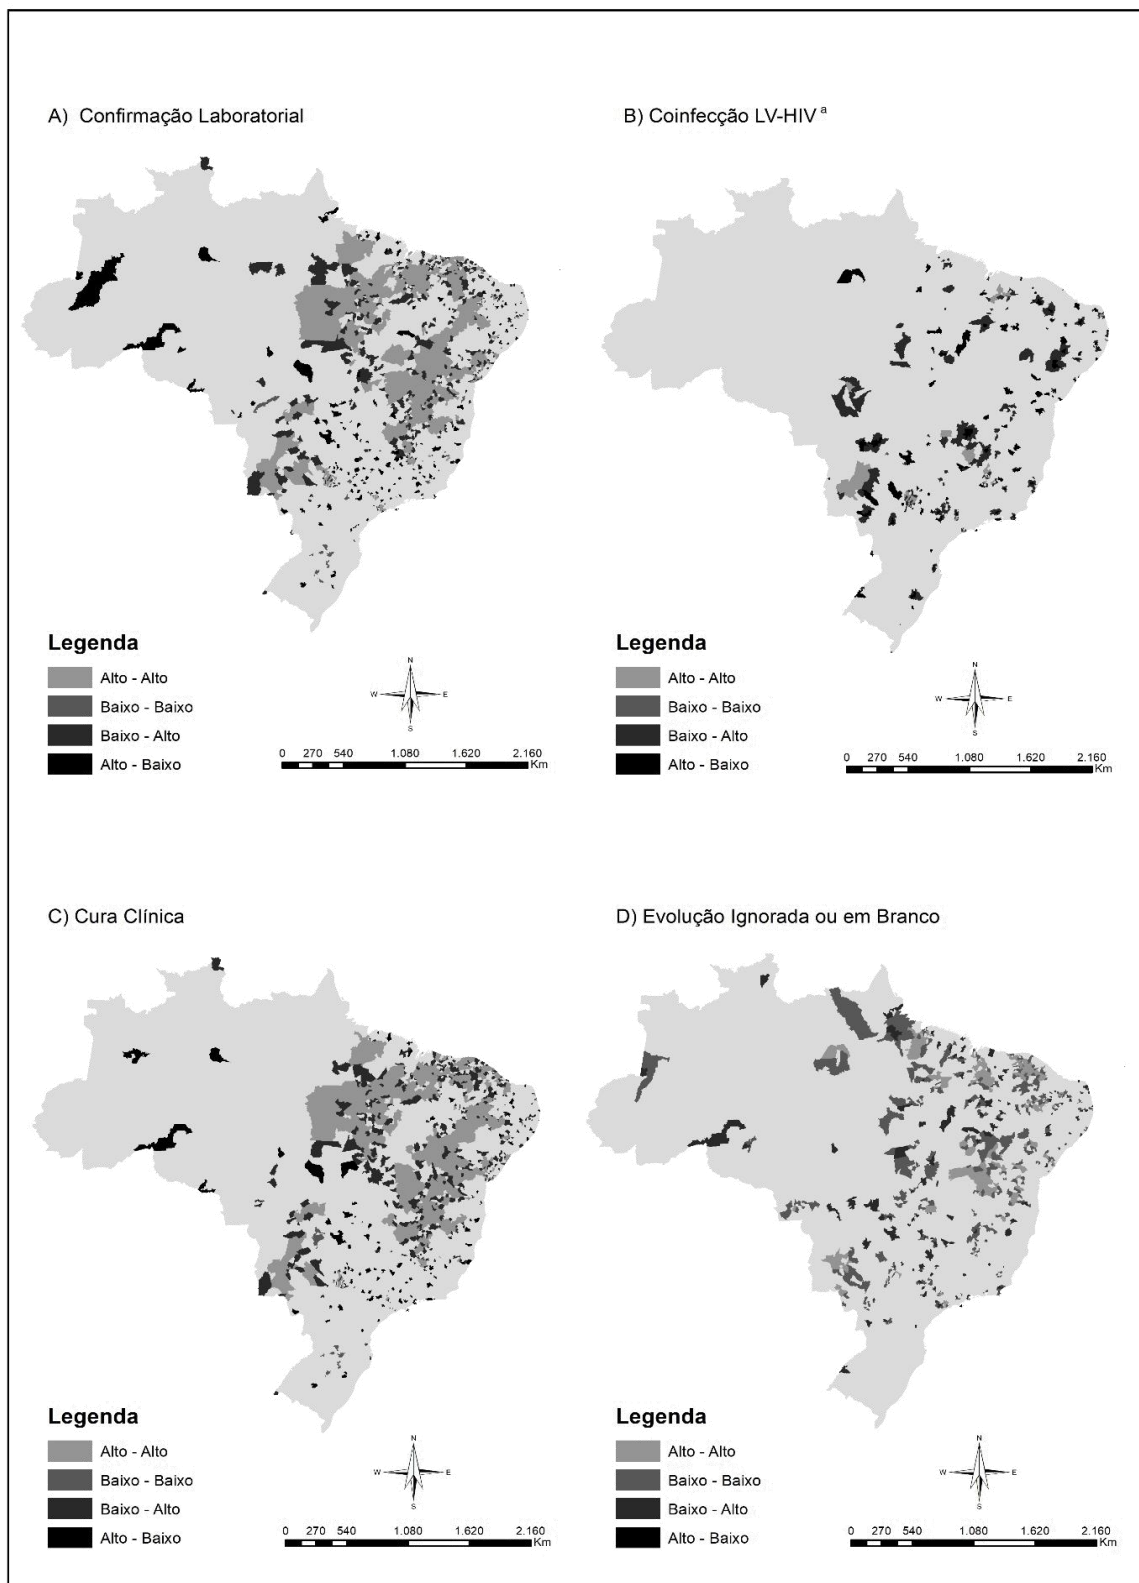 A) Confirmação Laboratorial
B) Coinfecção LV-HIV a
Legenda
Alto - Alto
Baixo - Baixo
Baixo - Alto
Alto - Baixo
N
W E
S
0 270 540 1.080 1.620 2.160
Km
Legenda
Alto - Alto
Baixo - Baixo
Baixo - Alto
Alto - Baixo
N
W E
S
0 270 540 1.080 1.620 2.160
Km
C) Cura Clínica
D) Evolução Ignorada ou em Branco
Legenda
Alto - Alto
Baixo - Baixo
Baixo - Alto
Alto - Baixo
N
W E
S
0 270 540 1.080 1.620 2.160
Km
Legenda
Alto - Alto
Baixo - Baixo
Baixo - Alto
Alto - Baixo
N
W E
S
0 270 540 1.080 1.620 2.160
Km